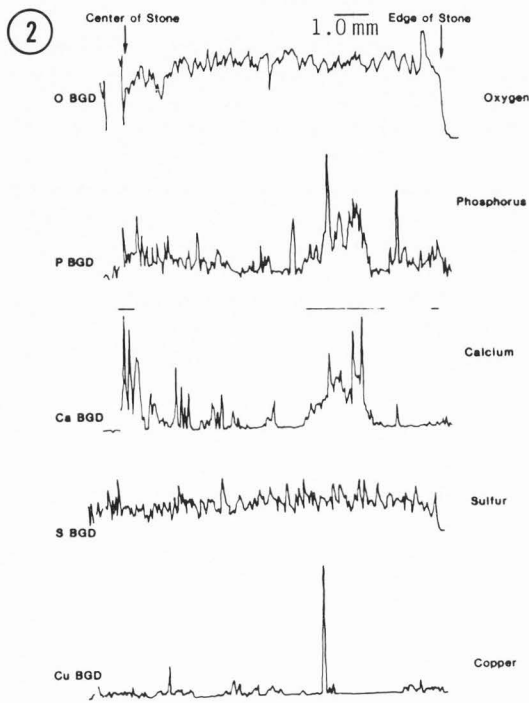 2
Center of Stone
1.0 mm
Edge of Stone
O BGD
Oxygen
Phosphorus
P BGD
Calcium
Ca BGD
Sulfur
S BGD
Cu BGD
Copper